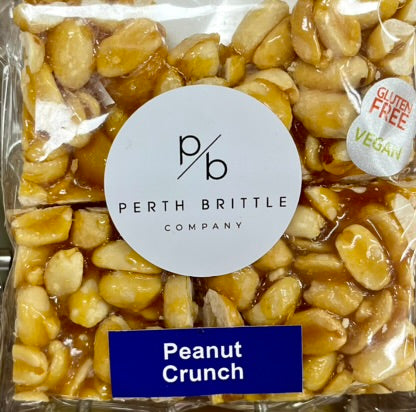 GLUTEN
FREE
VEGAN
p/b
PERTH BRITTLE
COMPANY
Peanut
Crunch